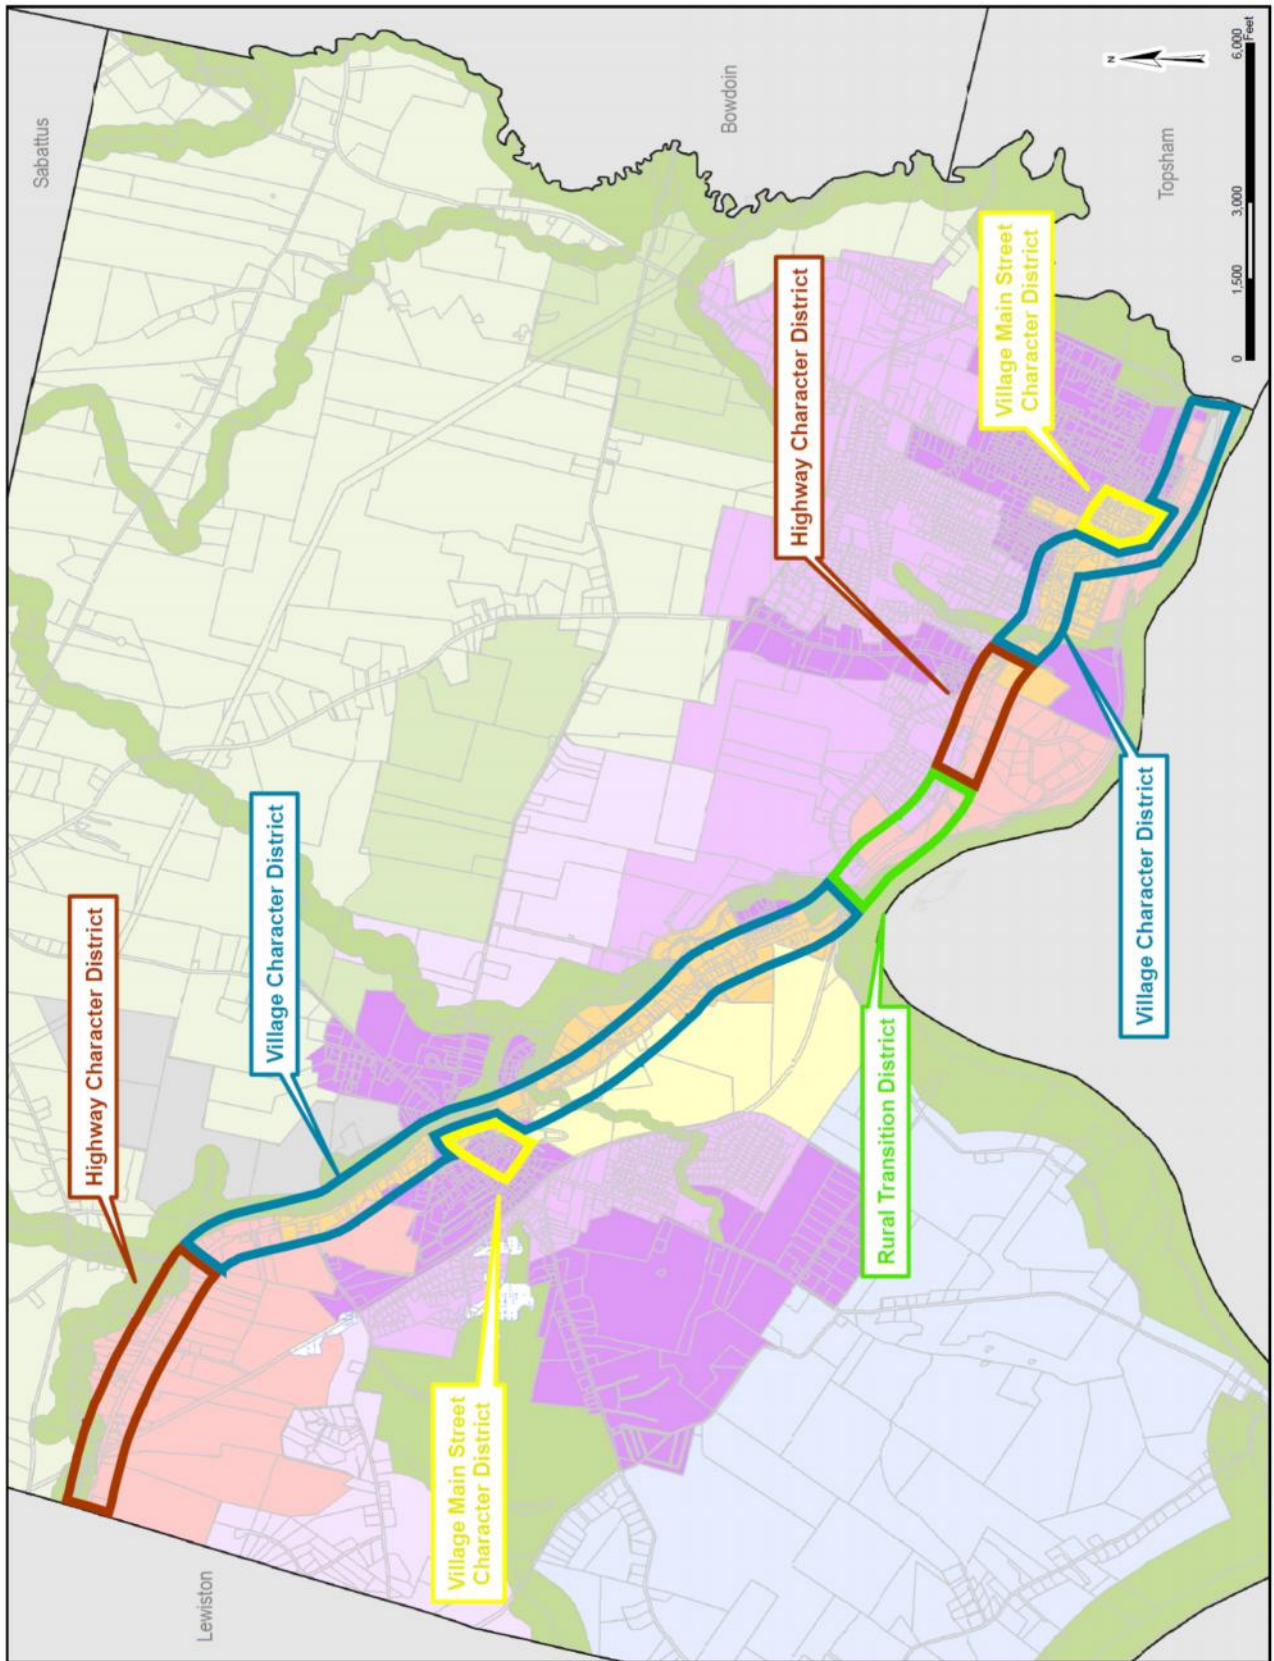 Sabattus
Bowdoin
Topsham
Lewiston
Highway Character District
Village Character District
Village Main Street
Character District
Rural Transition District
Highway Character District
Village Main Street
Character District
Village Character District
N
0 1,500 3,000 6,000
Feet